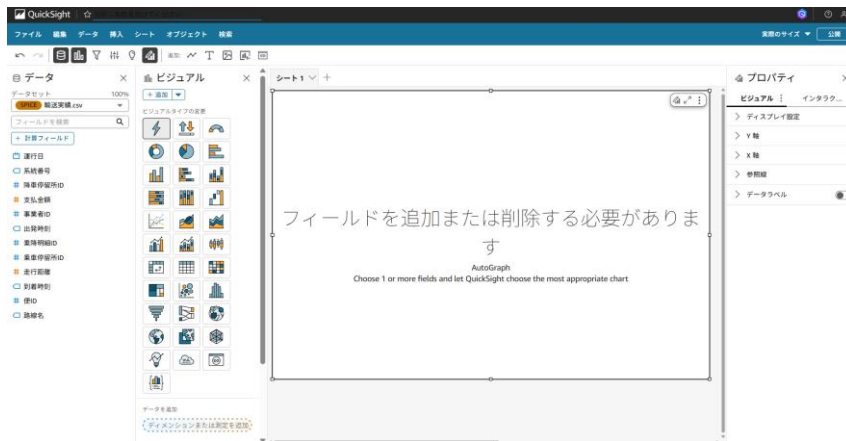 QuickSight
ファイル 編集 データ 挿入 シート オブジェクト 検索
実際のサイズ 公開
追加:
データ
データセット 100%
SPICE 輸送実績.csv
フィールドを検索
+ 計算フィールド
運行日
系統番号
降車停留所ID
支払金額
事業者ID
出発時刻
乗降明細ID
乗車停留所ID
走行距離
到着時刻
便ID
路線名
ビジュアル
+ 追加
ビジュアルタイプの変更
データを追加
ディメンションまたは測定を追加
シート1
フィールドを追加または削除する必要がありま
す
AutoGraph
Choose 1 or more fields and let QuickSight choose the most appropriate chart
プロパティ
ビジュアル インタラク...
ディスプレイ設定
Y 軸
X 軸
参照線
データラベル